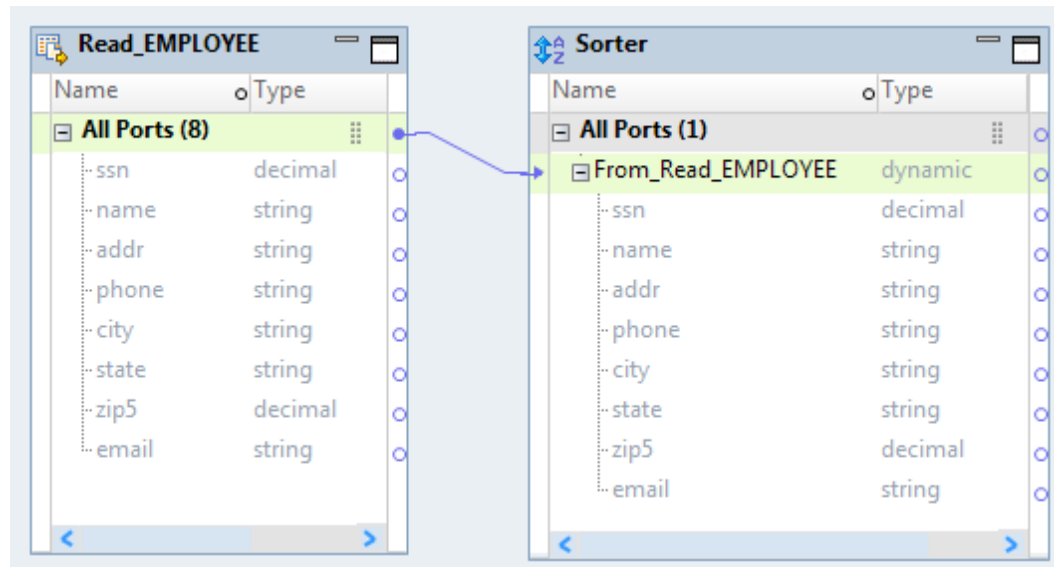 Read_EMPLOYEE
Name Type
All Ports (8)
ssn decimal
name string
addr string
phone string
city string
state string
zip5 decimal
email string
AZ Sorter
Name Type
All Ports (1)
From_Read_EMPLOYEE dynamic
ssn decimal
name string
addr string
phone string
city string
state string
zip5 decimal
email string